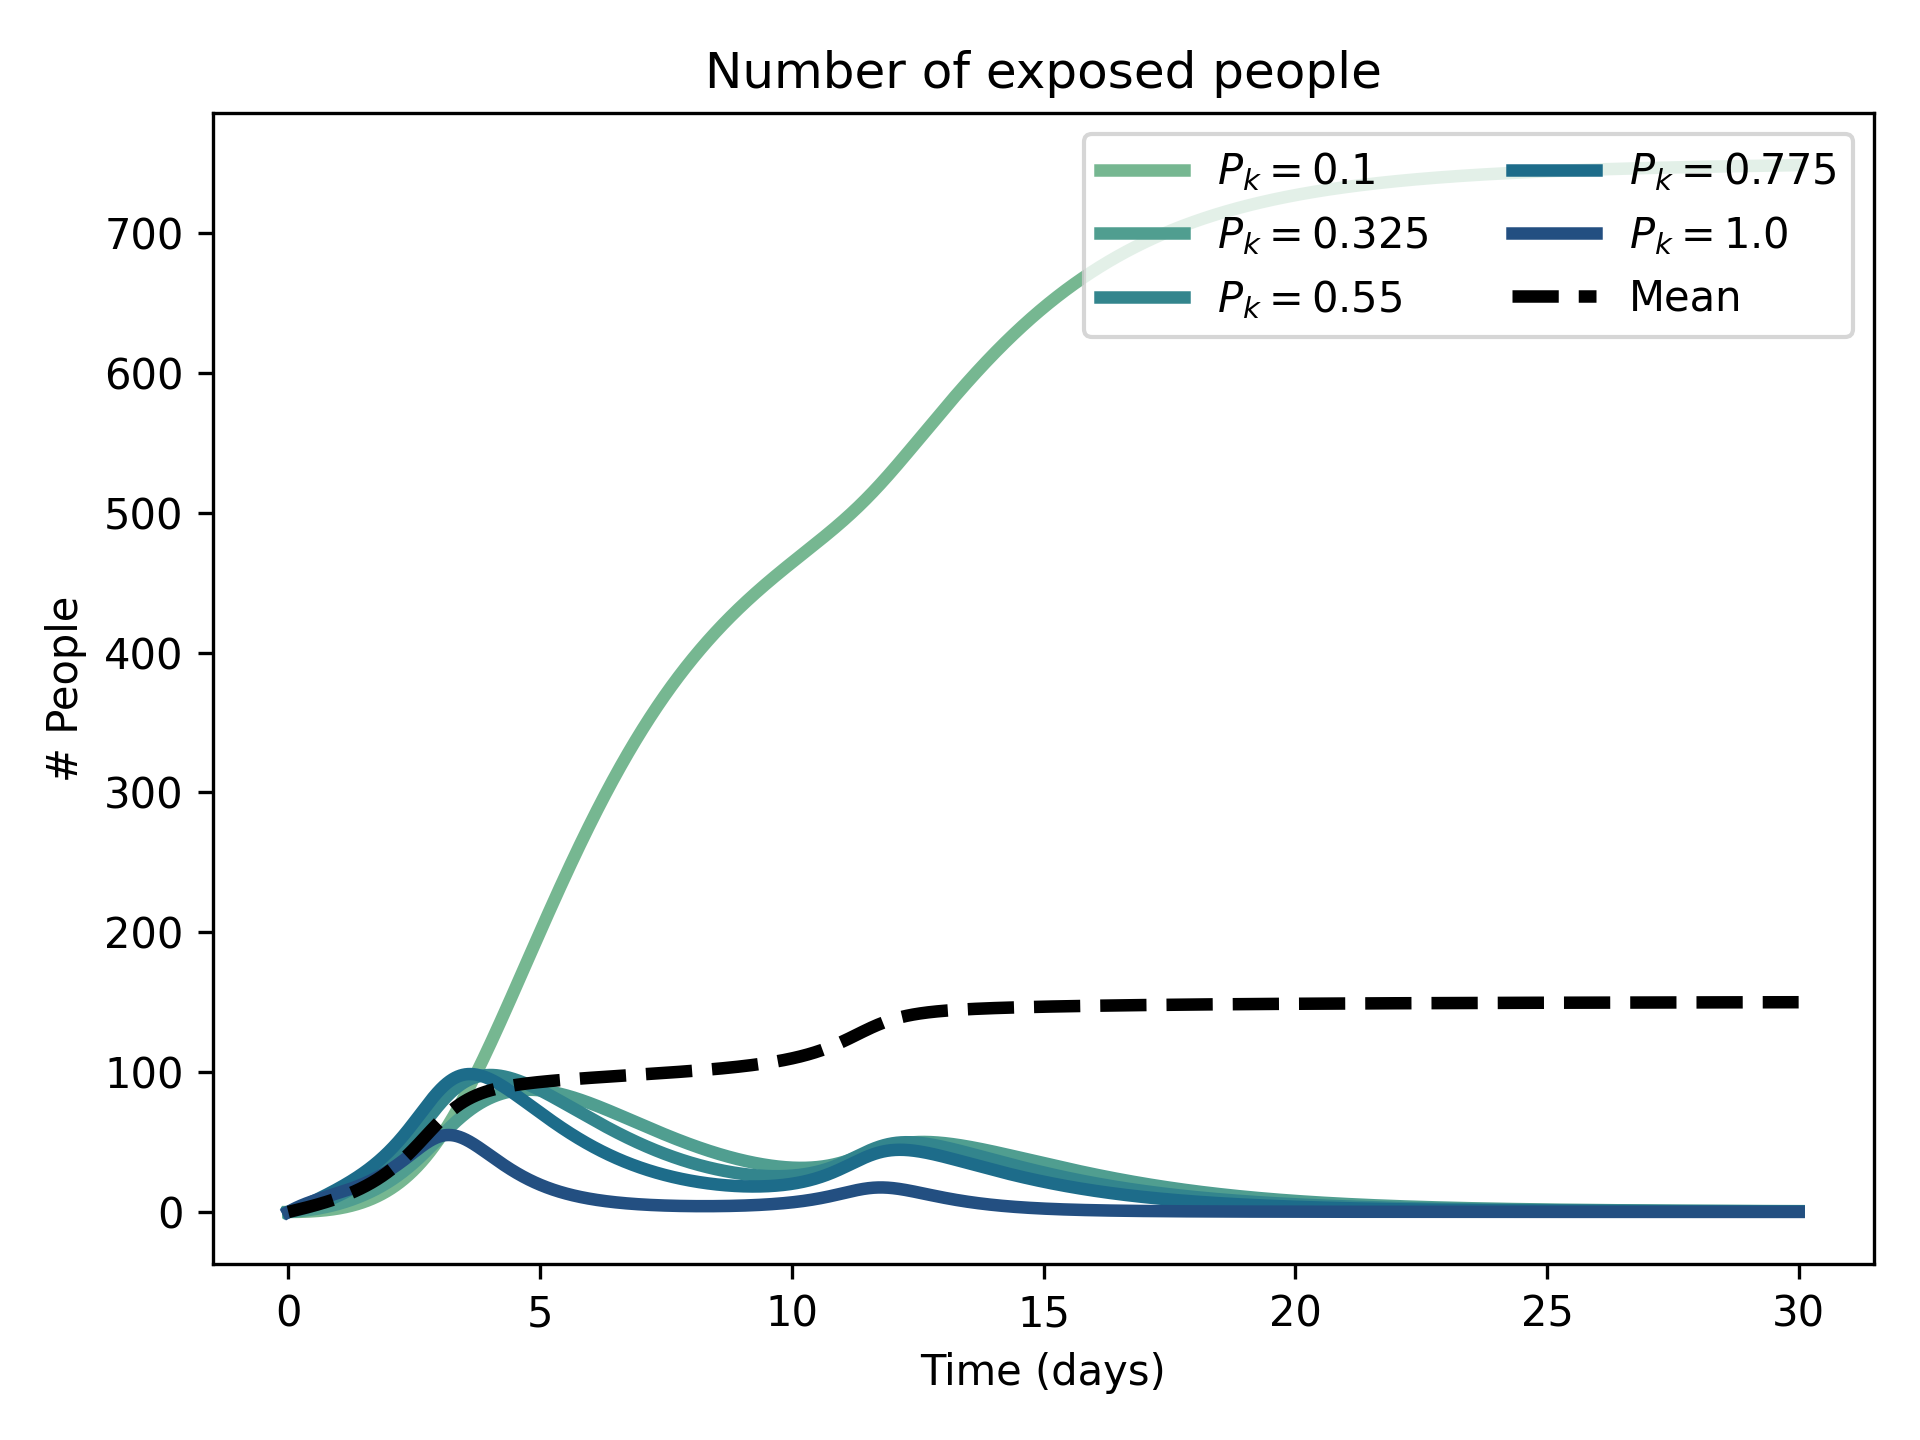 Number of exposed people
P_k = 0.1
P_k = 0.325
P_k = 0.55
P_k = 0.775
P_k = 1.0
Mean
# People
700
600
500
400
300
200
100
0
0 5 10 15 20 25 30
Time (days)